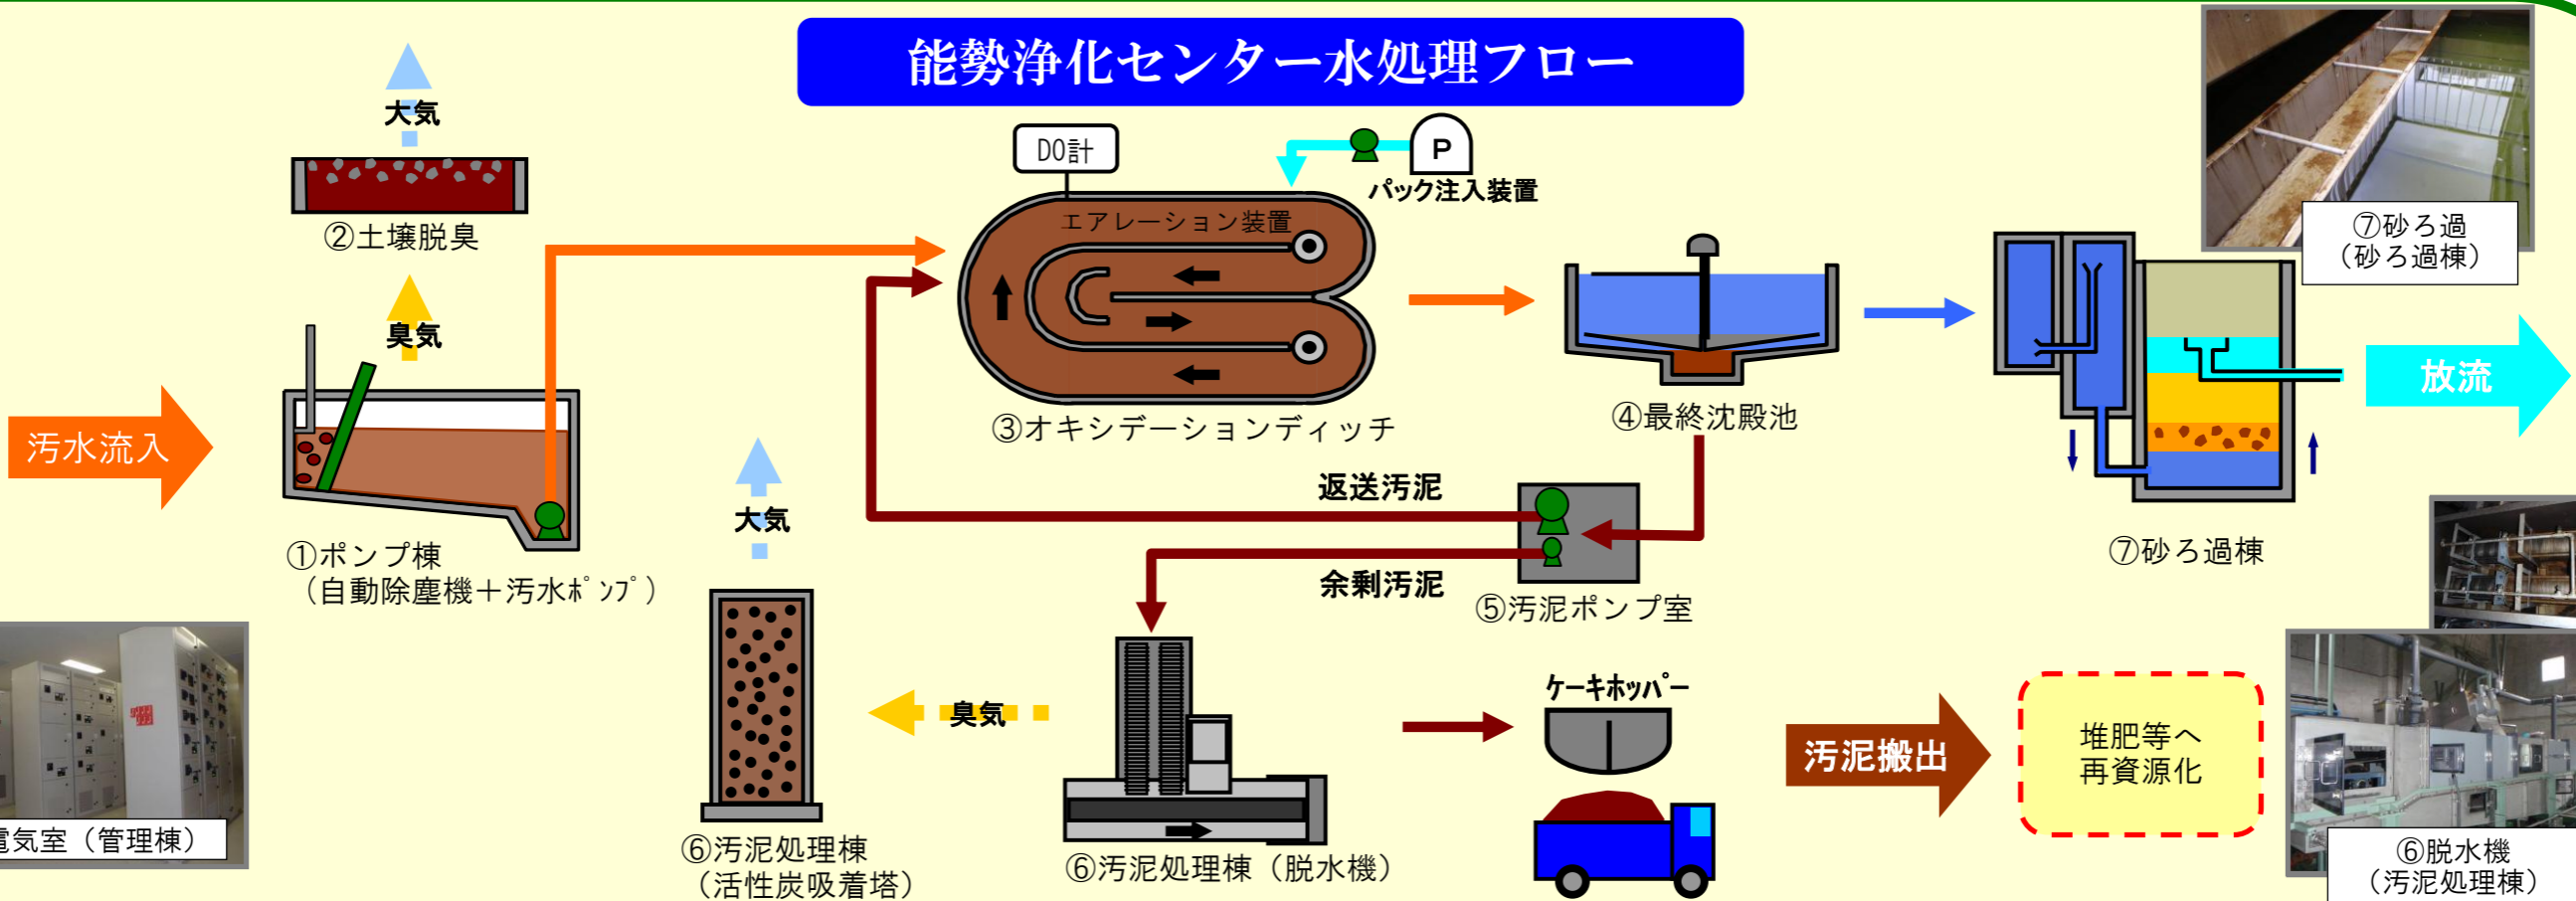 能勢浄化センター水処理フロー
大気
②土壌脱臭
臭気
汚水流入
①ポンプ棟
（自動除塵機＋汚水ﾎﾟﾝﾌﾟ）
DO計
P
パック注入装置
エアレーション装置
③オキシデーションディッチ
④最終沈殿池
⑦砂ろ過
（砂ろ過棟）
放流
⑦砂ろ過棟
返送汚泥
余剰汚泥
⑤汚泥ポンプ室
大気
臭気
⑥汚泥処理棟
（活性炭吸着塔）
⑥汚泥処理棟（脱水機）
ｹｰｷﾎｯﾊﾟｰ
汚泥搬出
堆肥等へ
再資源化
電気室（管理棟）
⑥脱水機
（汚泥処理棟）